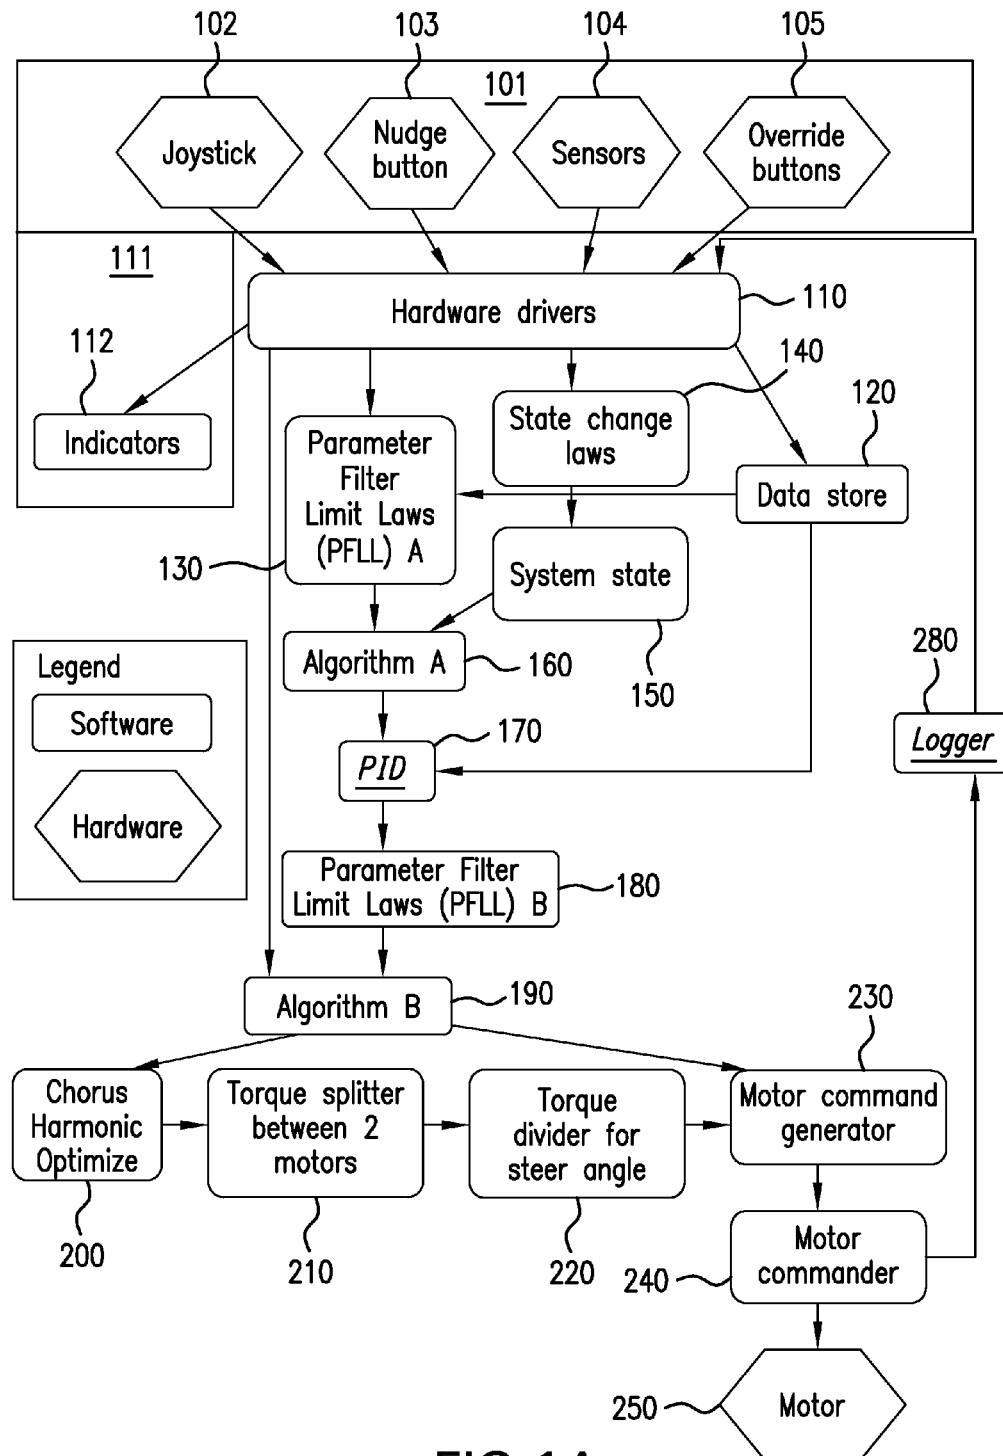 102
103
104
105
101
Joystick
Nudge
button
Sensors
Override
buttons
111
Hardware drivers
110
112
140
120
Indicators
Parameter
Filter
Limit Laws
(PFLL) A
State change
laws
Data store
130
System state
150
Algorithm A
160
280
Legend
Software
Hardware
170
PID
Logger
Parameter Filter
Limit Laws (PFLL) B
180
Algorithm B
190
230
Chorus
Harmonic
Optimize
Torque splitter
between 2
motors
Torque
divider for
steer angle
Motor command
generator
200
210
220
240
Motor
commander
250
Motor
FIG. 1A